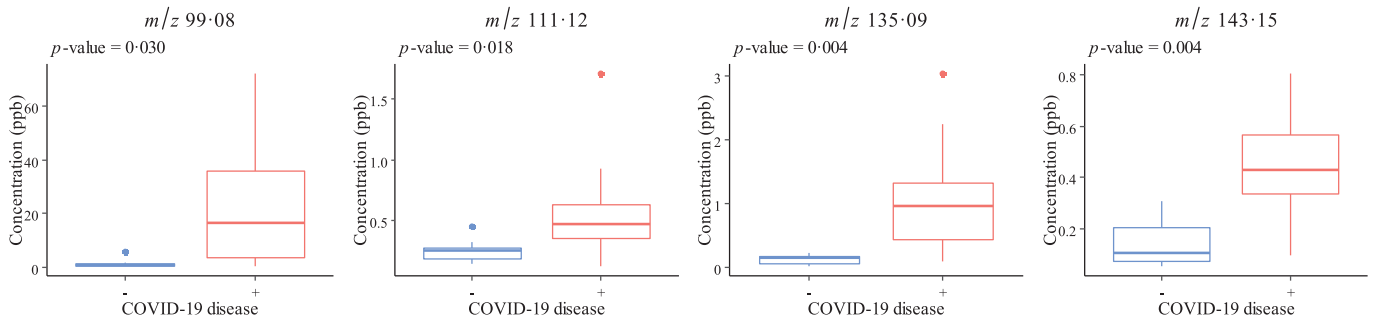 m/z 99·08
p-value = 0·030
Concentration (ppb)
60
40
20
0
-
+
COVID-19 disease
m/z 111·12
p-value = 0·018
Concentration (ppb)
1.5
1.0
0.5
-
+
COVID-19 disease
m/z 135·09
p-value = 0·004
Concentration (ppb)
3
2
1
0
-
+
COVID-19 disease
m/z 143·15
p-value = 0.004
Concentration (ppb)
0.8
0.6
0.4
0.2
-
+
COVID-19 disease